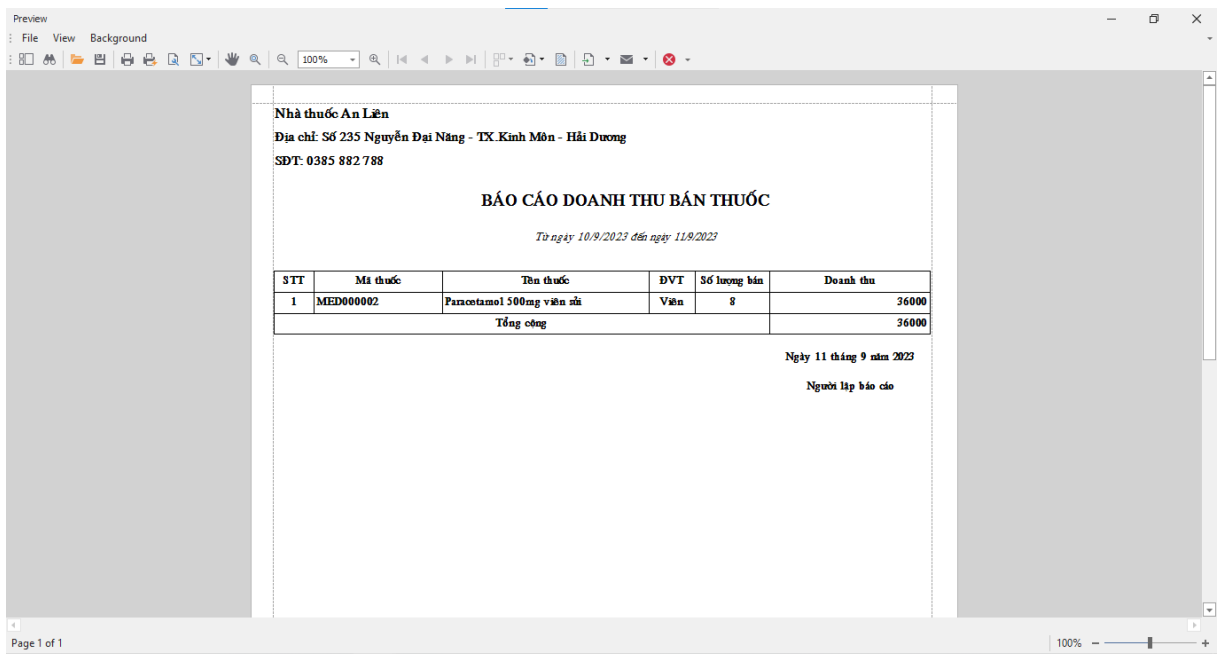 Preview
File View Background
100%
Nhà thuốc An Liên
Địa chỉ: Số 235 Nguyễn Đại Năng - TX.Kinh Môn - Hải Dương
SĐT: 0385 882 788
BÁO CÁO DOANH THU BÁN THUỐC
Từ ngày 10/9/2023 đến ngày 11/9/2023
STT Mã thuốc Tên thuốc ĐVT Số lượng bán Doanh thu
1 MED000002 Paracetamol 500mg viên sủi Viên 8 36000
Tổng cộng 36000
Ngày 11 tháng 9 năm 2023
Người lập báo cáo
Page 1 of 1 100%